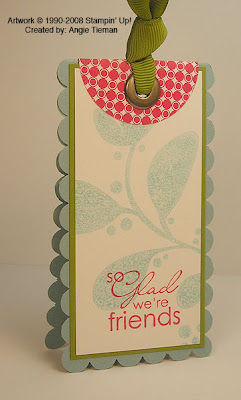 Artwork © 1990-2008 Stampin' Up!
Created by: Angie Tieman
so
Glad
we're
friends